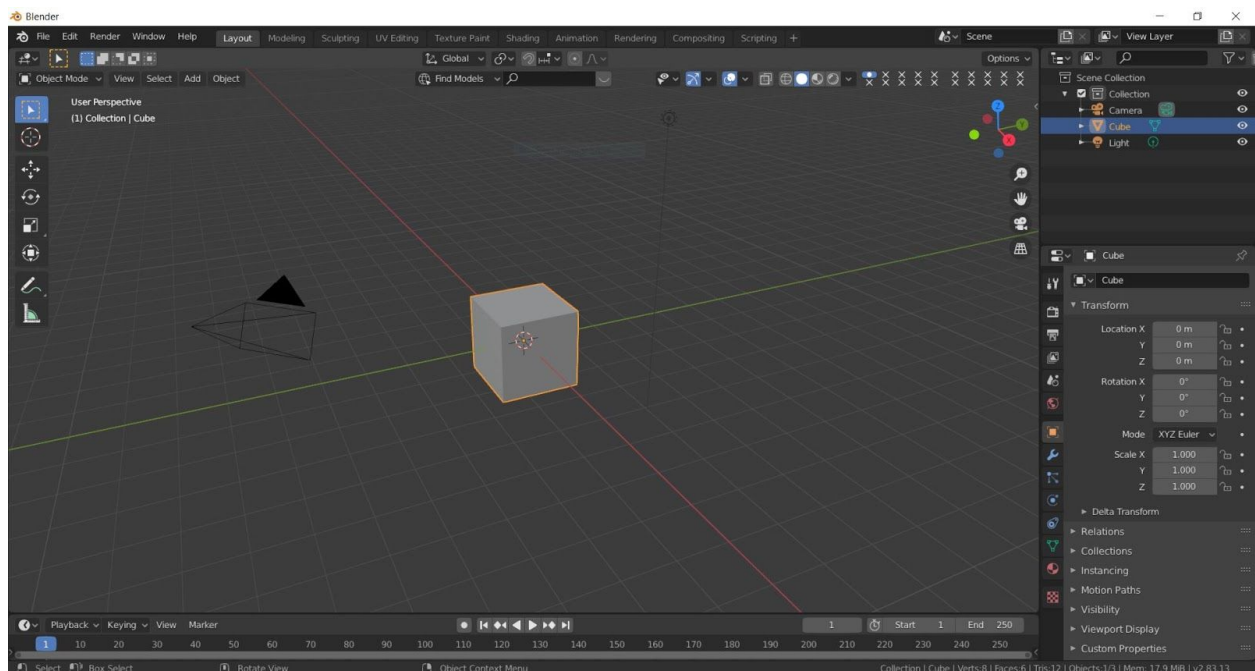 Blender
File Edit Render Window Help Layout Modeling Sculpting UV Editing Texture Paint Shading Animation Rendering Compositing Scripting + Scene View Layer
Global Options
Object Mode View Select Add Object Find Models
User Perspective
(1) Collection | Cube
Z
Y
X
Scene Collection
Collection
Camera
Cube
Light
Cube
Cube
Transform
Location X 0 m
Y 0 m
Z 0 m
Rotation X 0°
Y 0°
Z 0°
Mode XYZ Euler
Scale X 1.000
Y 1.000
Z 1.000
Delta Transform
Relations
Collections
Instancing
Motion Paths
Visibility
Viewport Display
Custom Properties
Playback Keying View Marker 1 Start 1 End 250
1 10 20 30 40 50 60 70 80 90 100 110 120 130 140 150 160 170 180 190 200 210 220 230 240 250
Select Box Select Rotate View Object Context Menu Collection | Cube | Verts:8 | Faces:6 | Tris:12 | Objects:1/3 | Mem: 17.9 MiB | v2.83.13